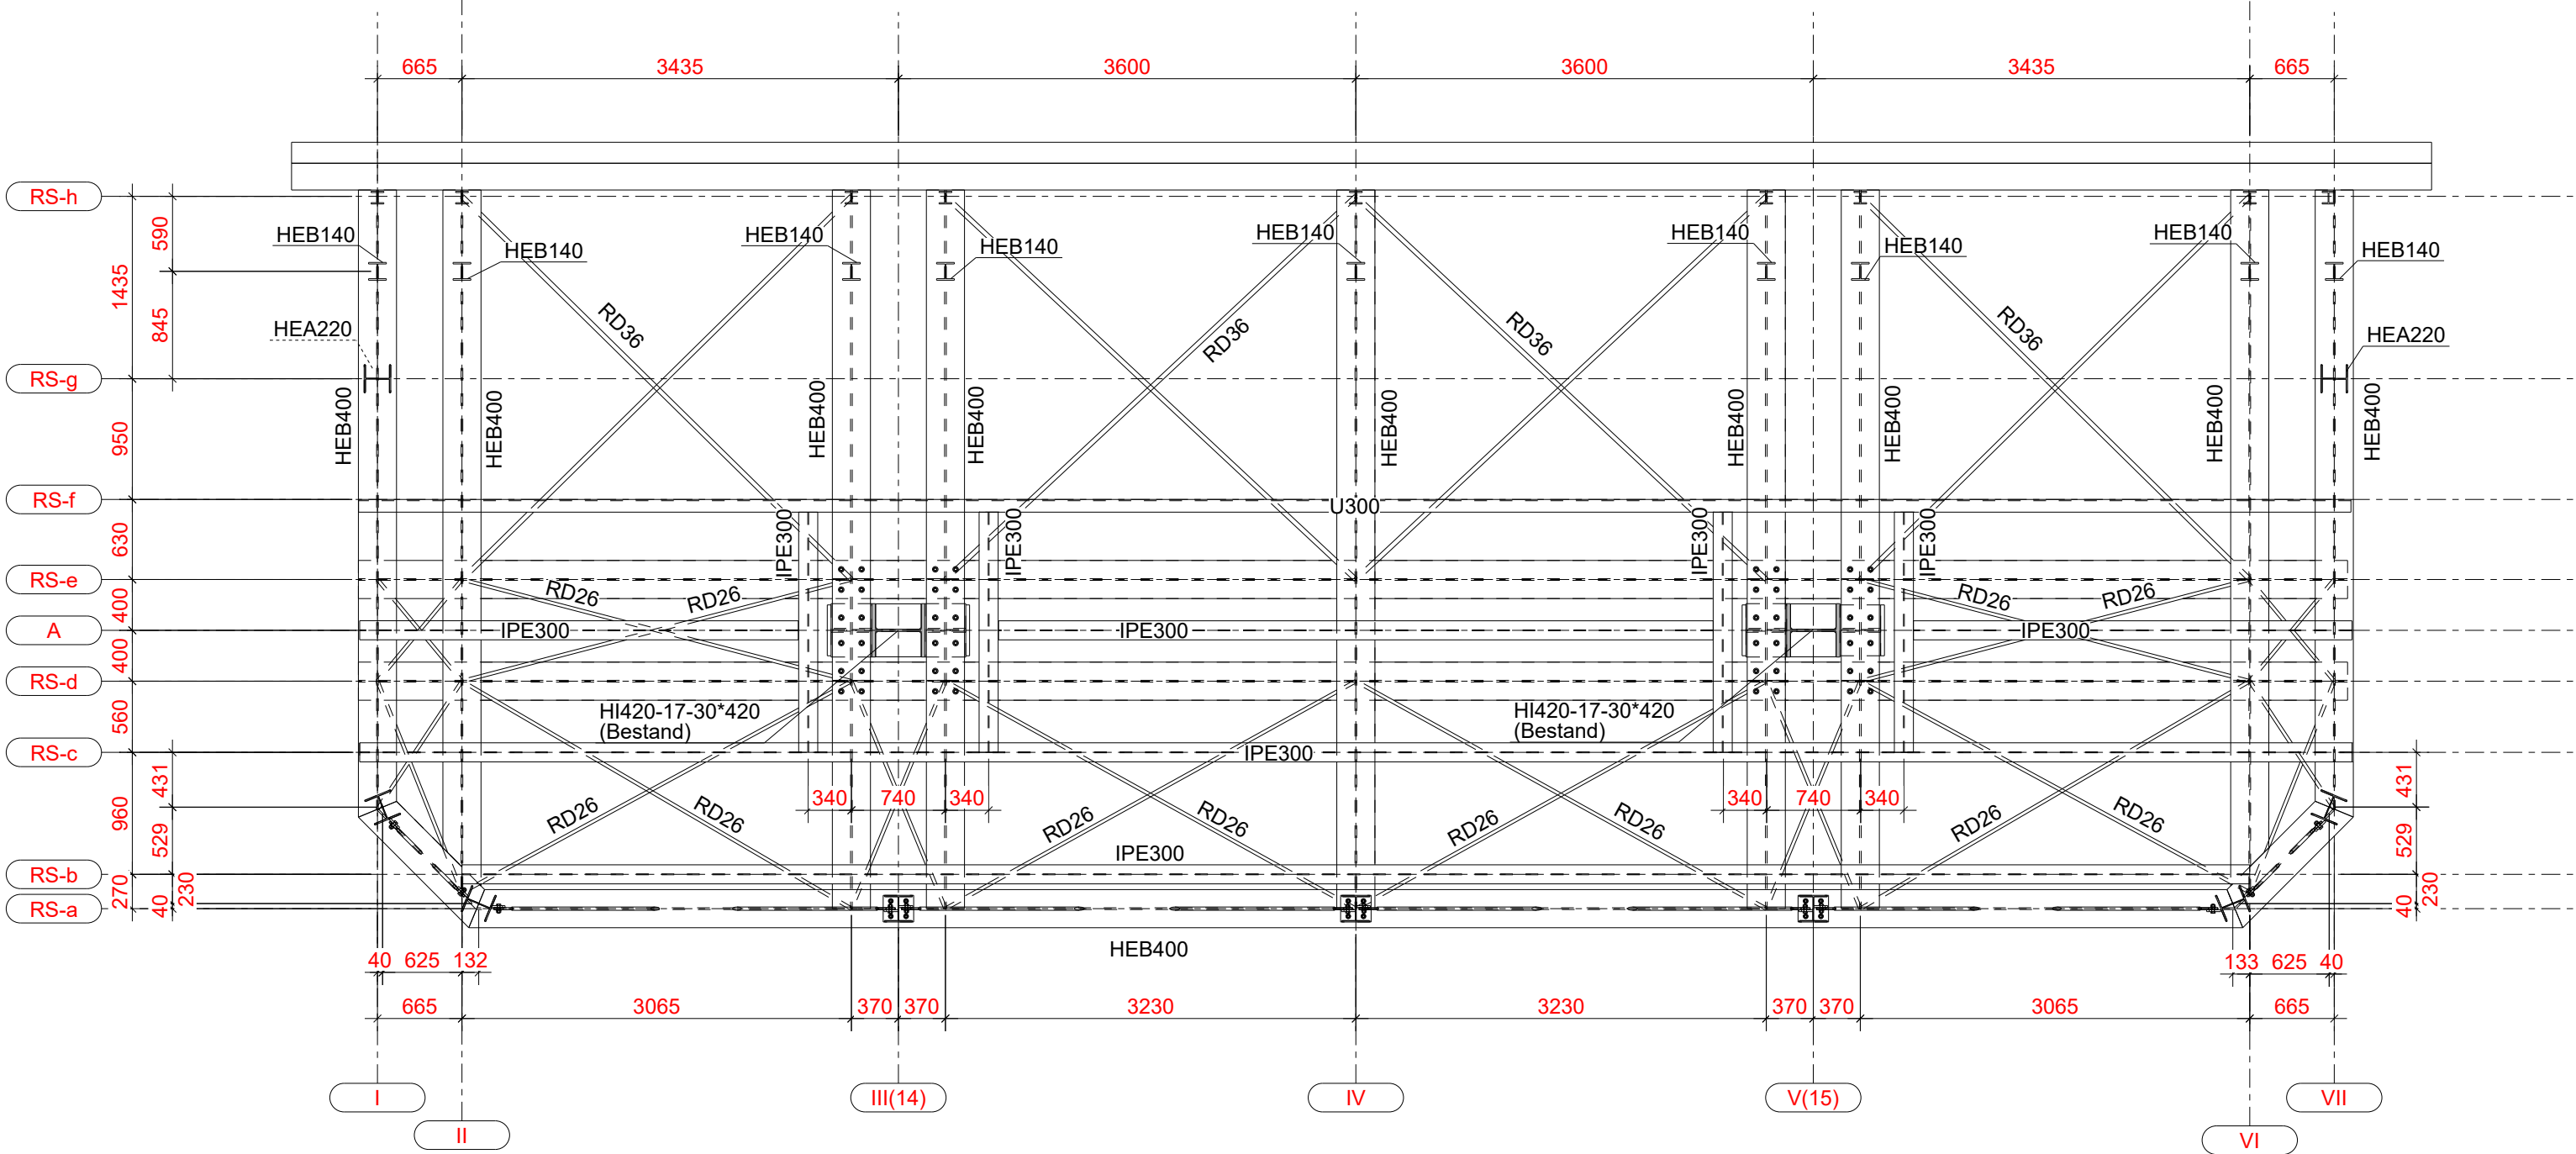 665 3435 3600 3600 3435 665
RS-h
590
HEB140 HEB140 HEB140 HEB140 HEB140
HEB140 HEB140 HEB140 HEB140
1435
845
HEA220 RD36 RD36 RD36 RD36 HEA220
RS-g
HEB400 HEB400 HEB400 HEB400 HEB400 HEB400 HEB400 HEB400 HEB400
950
RS-f
U300
630
IPE300 IPE300 IPE300 IPE300
RS-e
400
RD26 RD26 RD26 RD26
A
IPE300 IPE300 IPE300
400
RS-d
560
HI420-17-30*420 HI420-17-30*420
(Bestand) (Bestand)
RS-c
IPE300
431 431
340 740 340 340 740 340
960
529 529
RD26 RD26 RD26 RD26 RD26 RD26 RD26 RD26
IPE300
RS-b
270
230 230
40 40
RS-a
HEB400
40 625 132 133 625 40
665 3065 370 370 3230 3230 370 370 3065 665
I III(14) IV V(15) VII
II VI